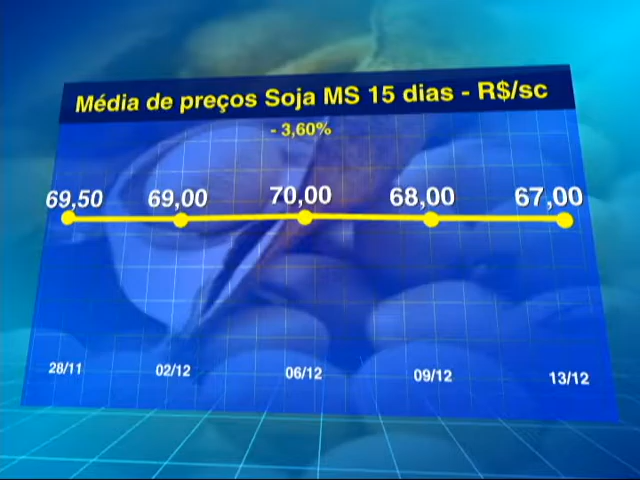 Média de preços Soja MS 15 dias - R$/sc
- 3,60%
69,50 69,00 70,00 68,00 67,00
28/11 02/12 06/12 09/12 13/12